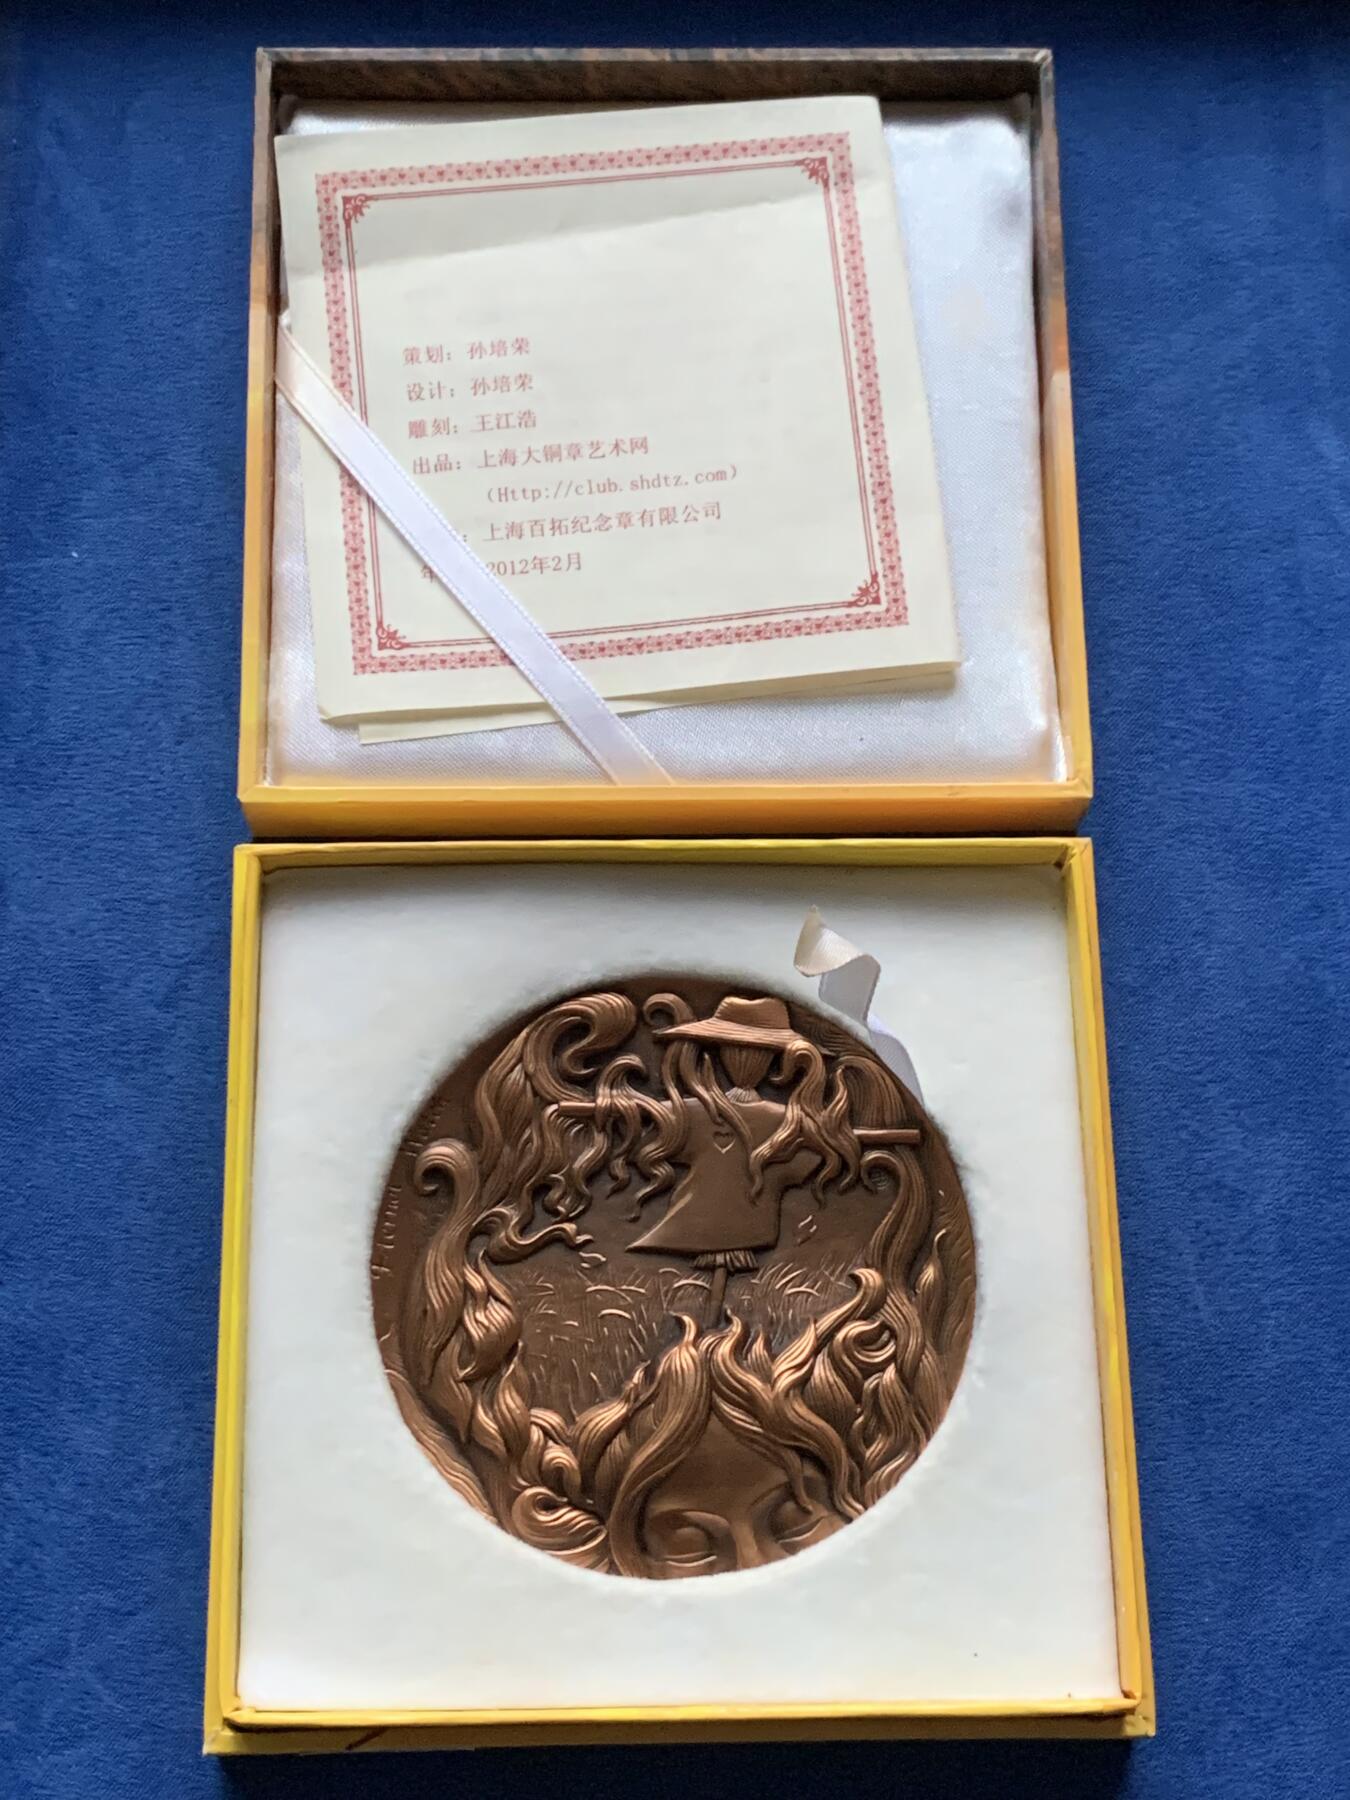 策划：孙培荣
设计：孙培荣
雕刻：王江浩
出品：上海大铜章艺术网
（Http://club.shdtz.com）
：上海百拓纪念章有限公司
年 2012年2月
Eternal